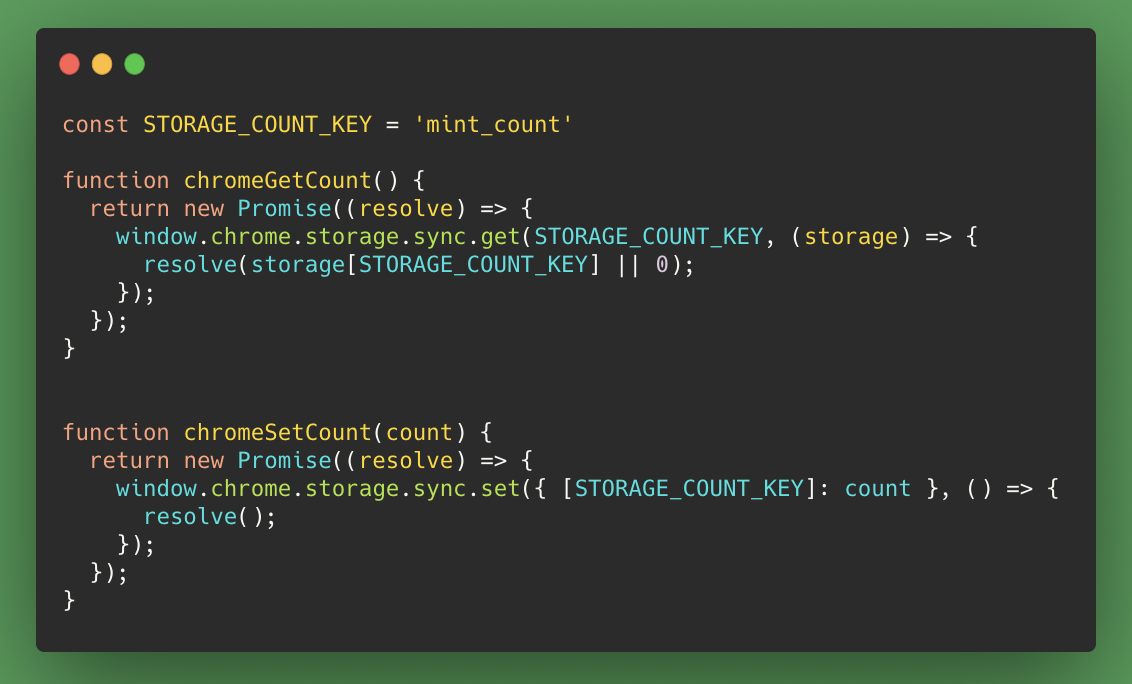 const STORAGE_COUNT_KEY = 'mint_count'

function chromeGetCount() {
  return new Promise((resolve) => {
    window.chrome.storage.sync.get(STORAGE_COUNT_KEY, (storage) => {
      resolve(storage[STORAGE_COUNT_KEY] || 0);
    });
  });
}


function chromeSetCount(count) {
  return new Promise((resolve) => {
    window.chrome.storage.sync.set({ [STORAGE_COUNT_KEY]: count }, () => {
      resolve();
    });
  });
}